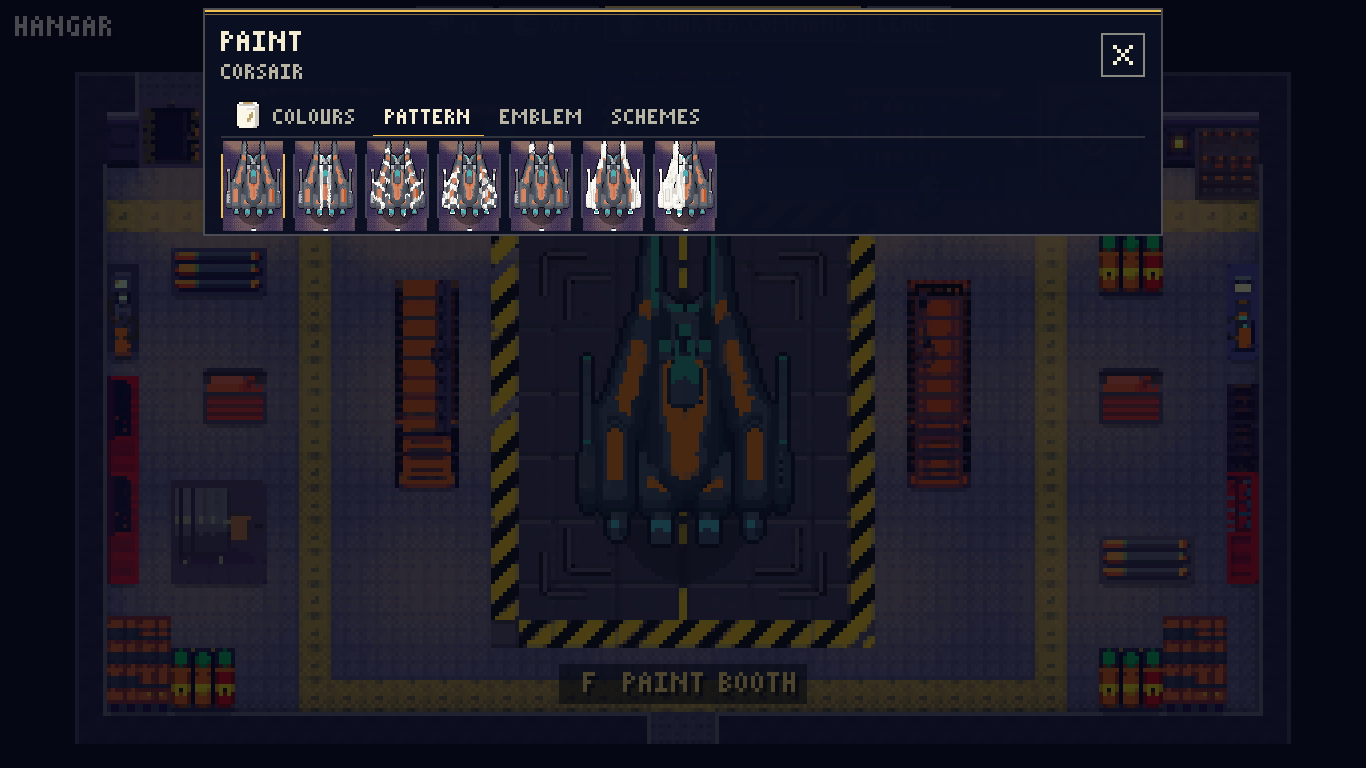 HANGAR
PAINT
CORSAIR
COLOURS PATTERN EMBLEM SCHEMES
F PAINT BOOTH